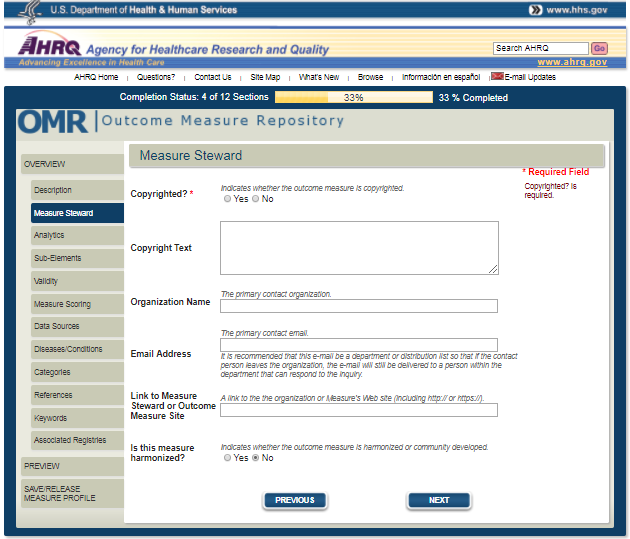 U.S. Department of Health & Human Services
www.hhs.gov
AHRQ Agency for Healthcare Research and Quality
Search AHRQ Go
Advancing Excellence in Health Care
www.ahrq.gov
AHRQ Home | Questions? | Contact Us | Site Map | What's New | Browse | Información en español | E-mail Updates
Completion Status: 4 of 12 Sections 33% 33 % Completed
OMR | Outcome Measure Repository
OVERVIEW
Description
Measure Steward
Analytics
Sub-Elements
Validity
Measure Scoring
Data Sources
Diseases/Conditions
Categories
References
Keywords
Associated Registries
PREVIEW
SAVE/RELEASE
MEASURE PROFILE
Measure Steward
* Required Field
Copyrighted? is
required.
Indicates whether the outcome measure is copyrighted.
Copyrighted? * Yes No
Copyright Text
The primary contact organization.
Organization Name
The primary contact email.
Email Address
It is recommended that this e-mail be a department or distribution list so that if the contact
person leaves the organization, the e-mail will still be delivered to a person within the
department that can respond to the inquiry.
Link to Measure
Steward or Outcome
Measure Site
A link to the the organization or Measure's Web site (including http:// or https://).
Is this measure
harmonized?
Indicates whether the outcome measure is harmonized or community developed.
Yes No
PREVIOUS NEXT